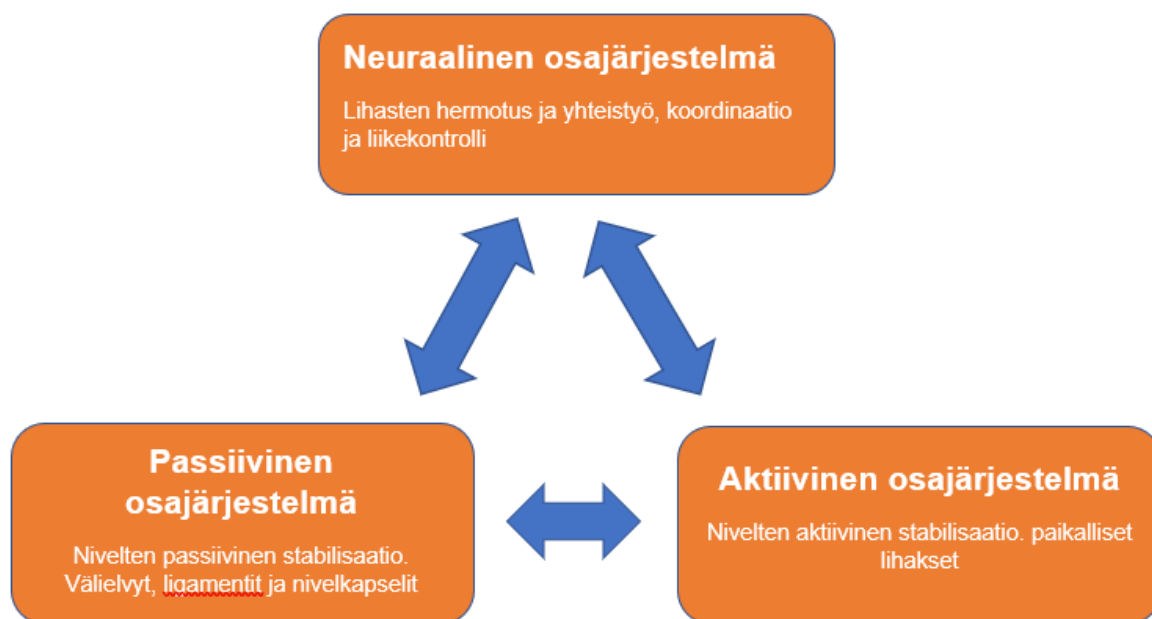 Neuraalinen osajärjestelmä
Lihasten hermotus ja yhteistyö, koordinaatio
ja liikekontrolli
Passiivinen
osajärjestelmä
Nivelten passiivinen stabilisaatio.
Välielvyt, ligamentit ja nivelkapselit
Aktiivinen osajärjestelmä
Nivelten aktiivinen stabilisaatio. paikalliset
lihakset